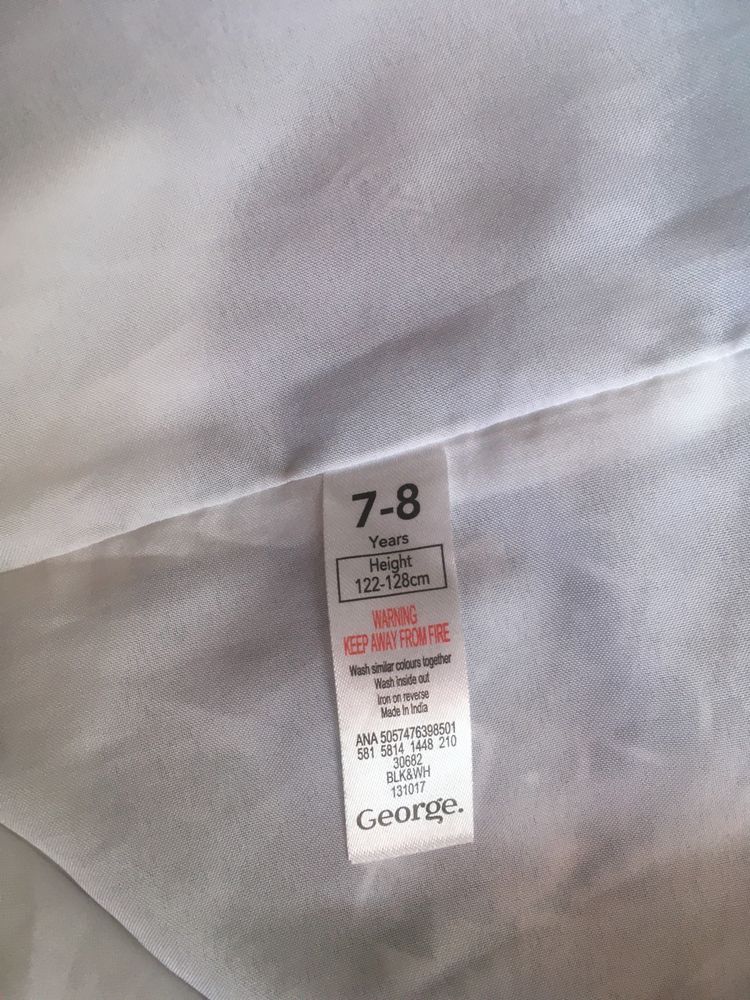 7-8
Years
Height
122-128cm
WARNING
KEEP AWAY FROM FIRE
Wash similar colours together
Wash inside out
Iron on reverse
Made In India
ANA 5057476398501
581 5814 1448 210
30682
BLK&WH
131017
George.